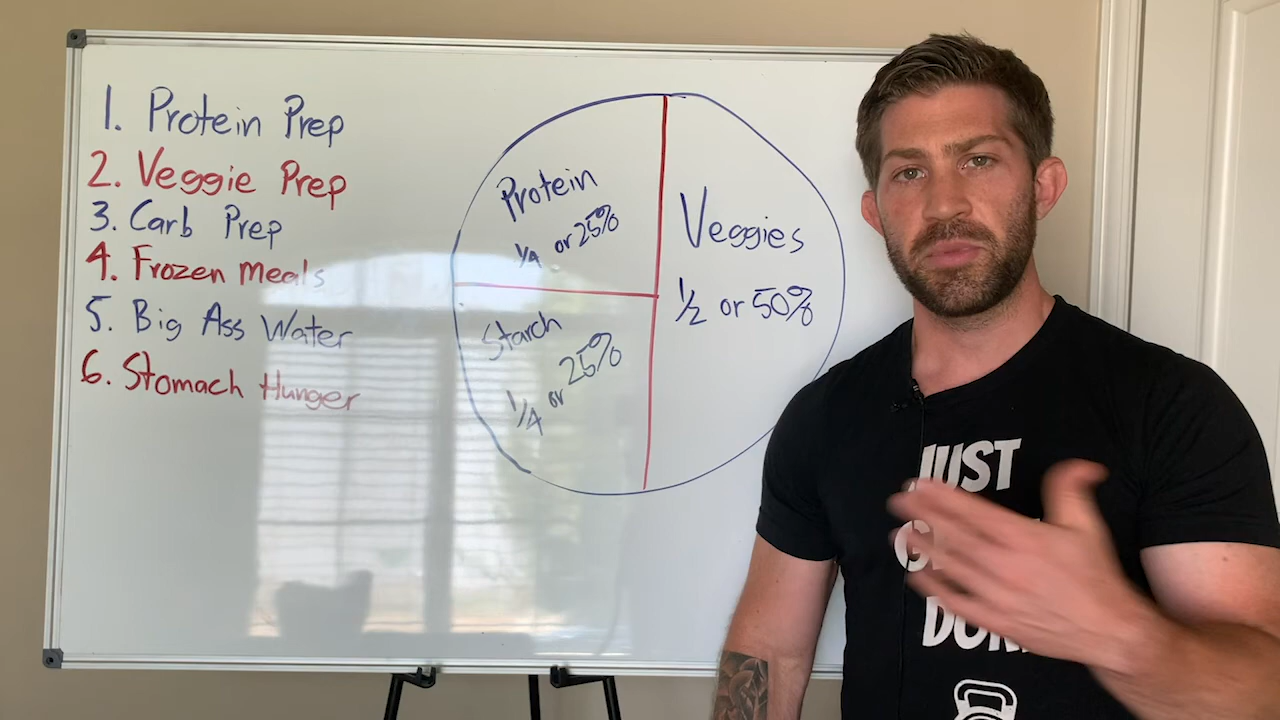 1. Protein Prep
2. Veggie Prep
3. Carb Prep
4. Frozen Meals
5. Big Ass Water
6. Stomach Hunger
Protein
1/4 or 25%
Starch
1/4 or 25%
Veggies
1/2 or 50%
JUST